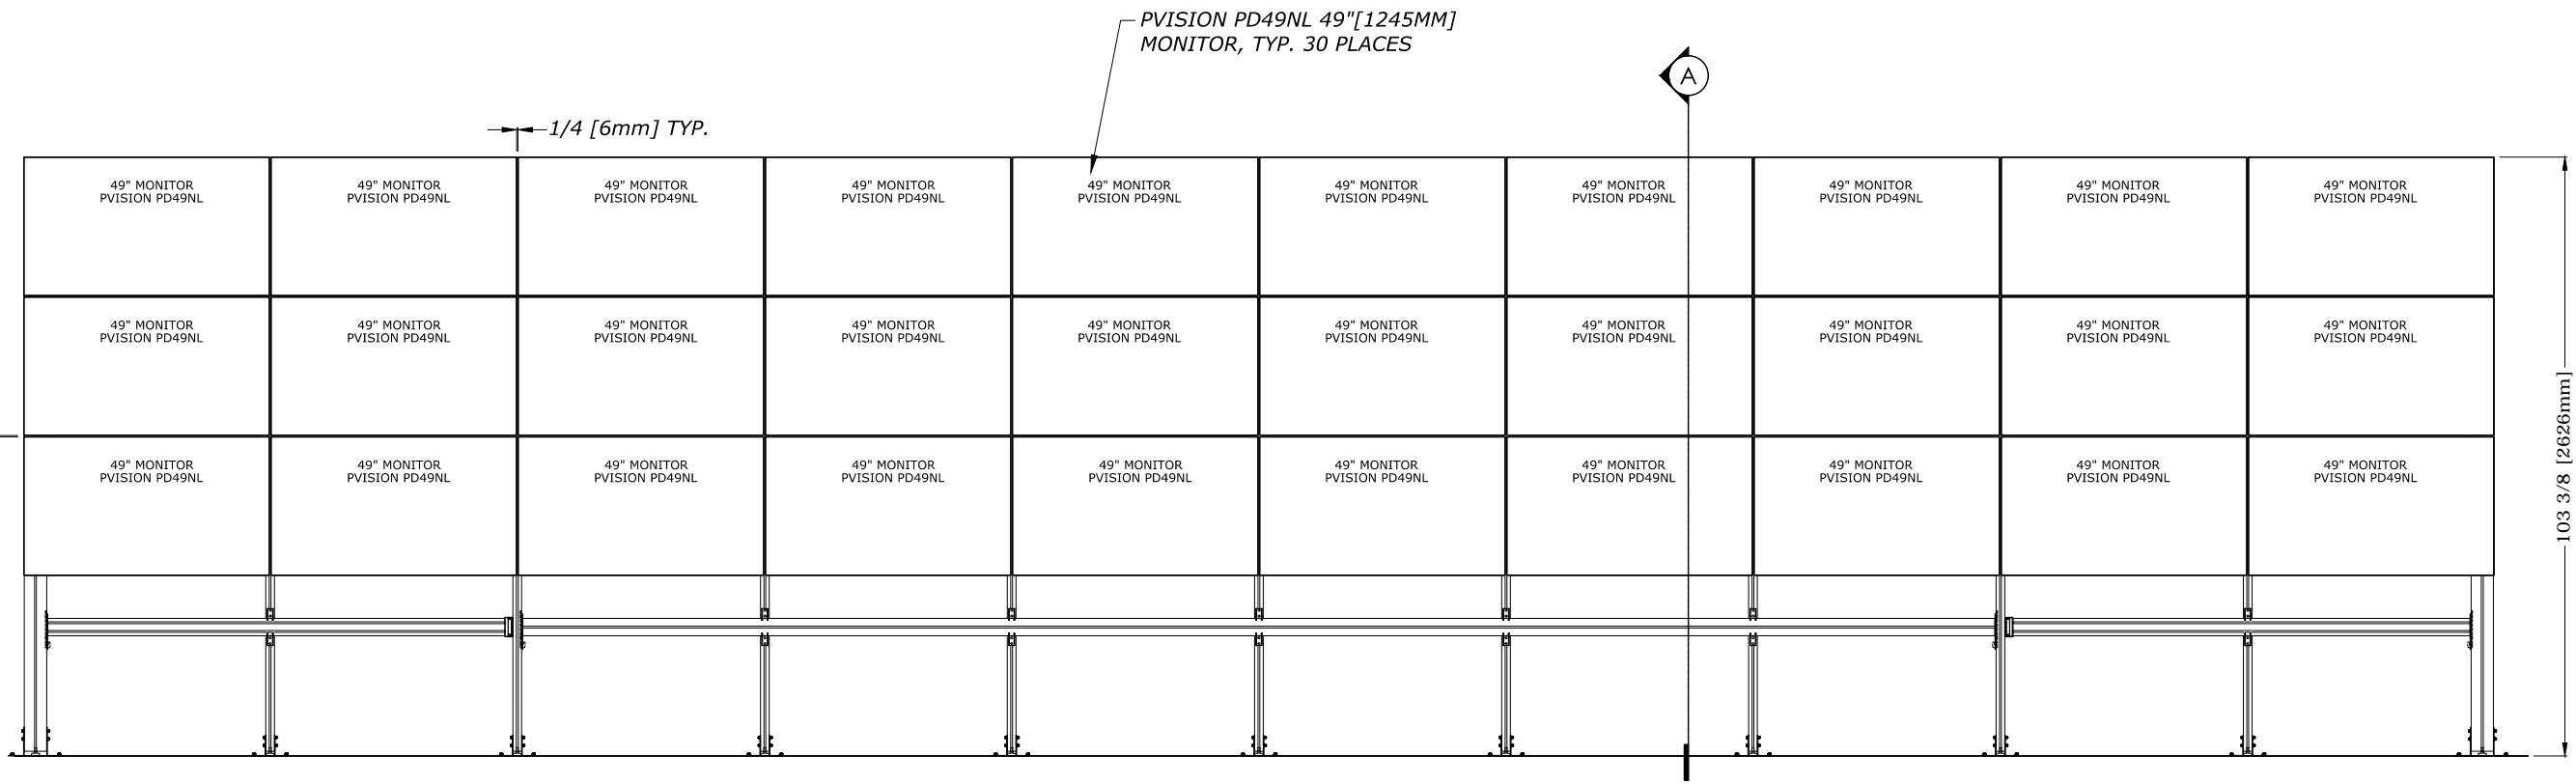 PVISION PD49NL 49"[1245MM]
MONITOR, TYP. 30 PLACES
A
1/4 [6mm] TYP.
49" MONITOR
PVISION PD49NL
49" MONITOR
PVISION PD49NL
49" MONITOR
PVISION PD49NL
49" MONITOR
PVISION PD49NL
49" MONITOR
PVISION PD49NL
49" MONITOR
PVISION PD49NL
49" MONITOR
PVISION PD49NL
49" MONITOR
PVISION PD49NL
49" MONITOR
PVISION PD49NL
49" MONITOR
PVISION PD49NL
49" MONITOR
PVISION PD49NL
49" MONITOR
PVISION PD49NL
49" MONITOR
PVISION PD49NL
49" MONITOR
PVISION PD49NL
49" MONITOR
PVISION PD49NL
49" MONITOR
PVISION PD49NL
49" MONITOR
PVISION PD49NL
49" MONITOR
PVISION PD49NL
49" MONITOR
PVISION PD49NL
49" MONITOR
PVISION PD49NL
49" MONITOR
PVISION PD49NL
49" MONITOR
PVISION PD49NL
49" MONITOR
PVISION PD49NL
49" MONITOR
PVISION PD49NL
49" MONITOR
PVISION PD49NL
49" MONITOR
PVISION PD49NL
49" MONITOR
PVISION PD49NL
49" MONITOR
PVISION PD49NL
49" MONITOR
PVISION PD49NL
49" MONITOR
PVISION PD49NL
103 3/8 [2626mm]